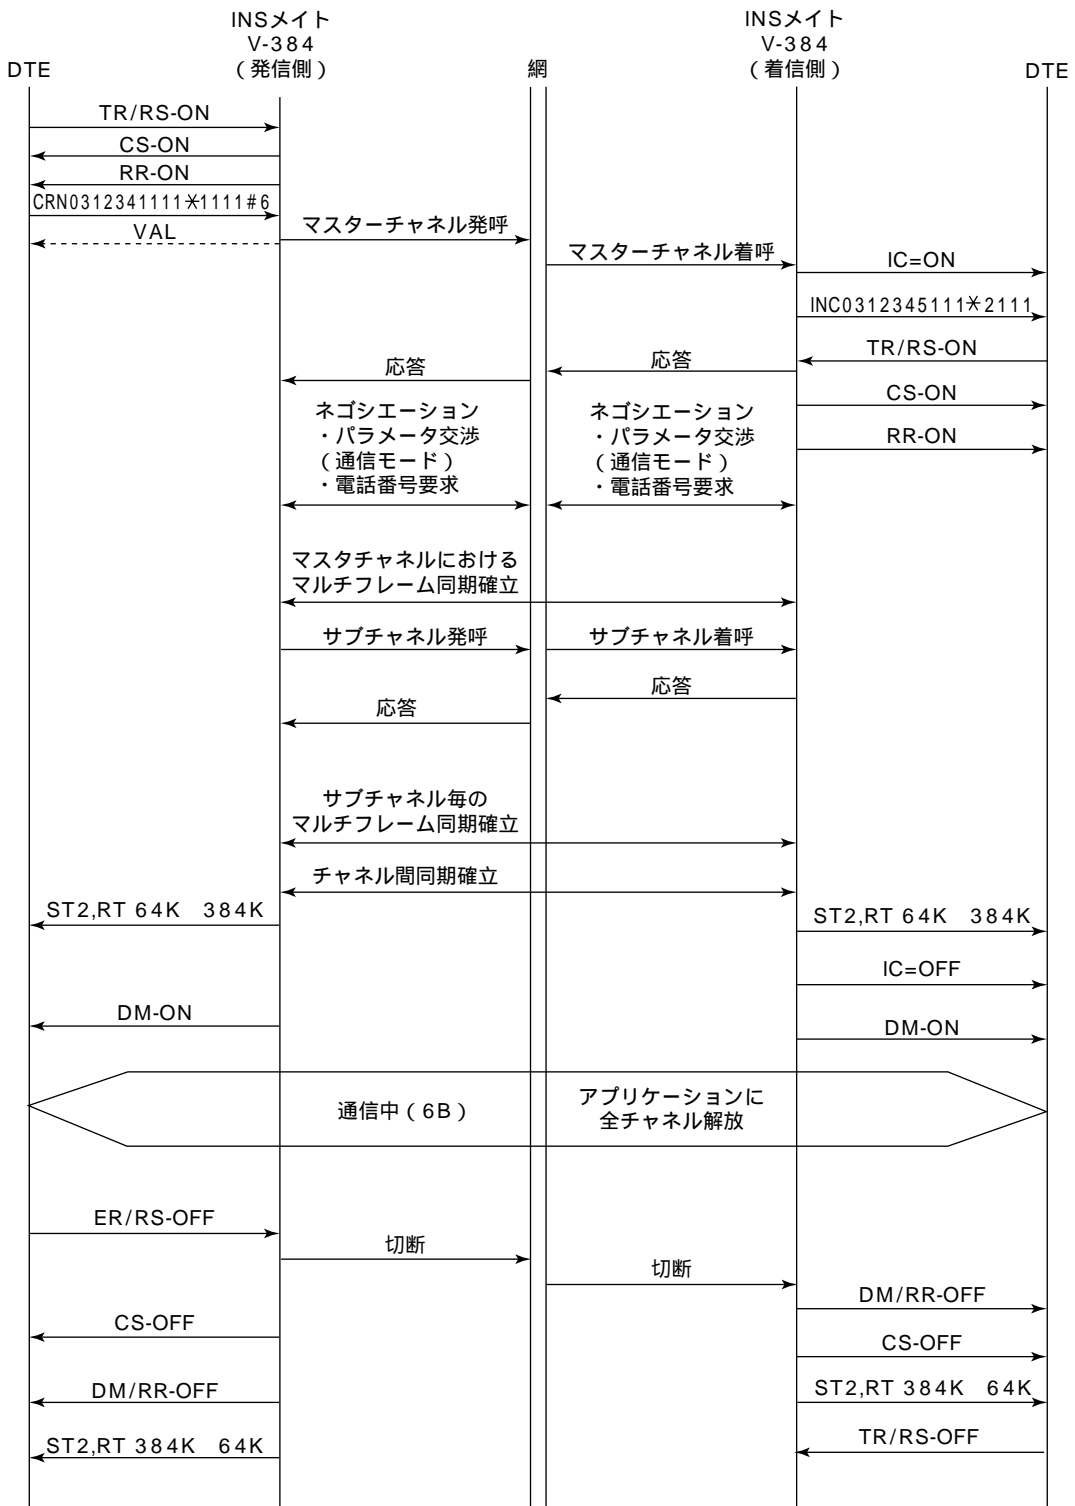 INSメイト
V-384
(発信側)
INSメイト
V-384
(着信側)
DTE
網
DTE
TR/RS-ON
CS-ON
RR-ON
CRN0312341111*1111#6
VAL
マスターチャネル発呼
マスターチャネル着呼
IC=ON
INC0312345111*2111
TR/RS-ON
応答
応答
CS-ON
ネゴシエーション
・パラメータ交渉
(通信モード)
・電話番号要求
ネゴシエーション
・パラメータ交渉
(通信モード)
・電話番号要求
RR-ON
マスタチャネルにおける
マルチフレーム同期確立
サブチャネル発呼
サブチャネル着呼
応答
応答
サブチャネル毎の
マルチフレーム同期確立
チャネル間同期確立
ST2,RT 64K 384K
ST2,RT 64K 384K
IC=OFF
DM-ON
DM-ON
通信中(6B)
アプリケーションに
全チャネル解放
ER/RS-OFF
切断
切断
DM/RR-OFF
CS-OFF
CS-OFF
DM/RR-OFF
ST2,RT 384K 64K
ST2,RT 384K 64K
TR/RS-OFF